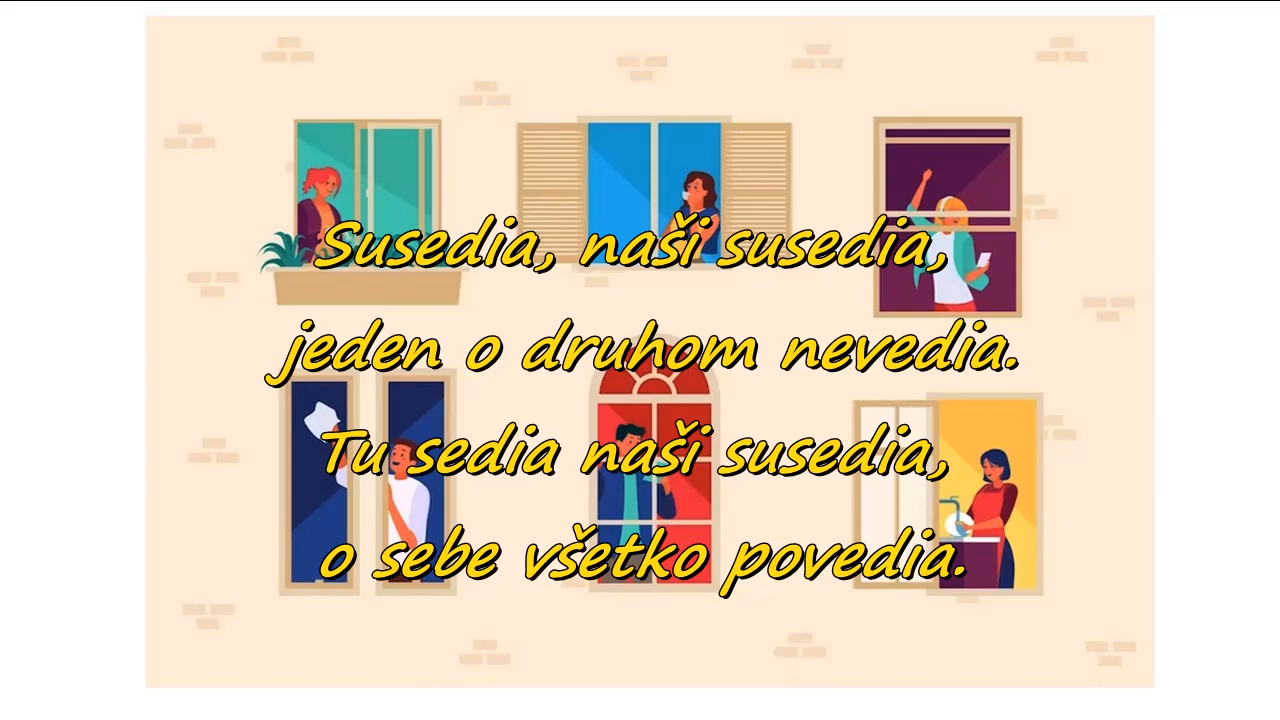 Susedia, naši susedia,
jeden o druhom nevedia.
Tu sedia naši susedia,
o sebe všetko povedia.